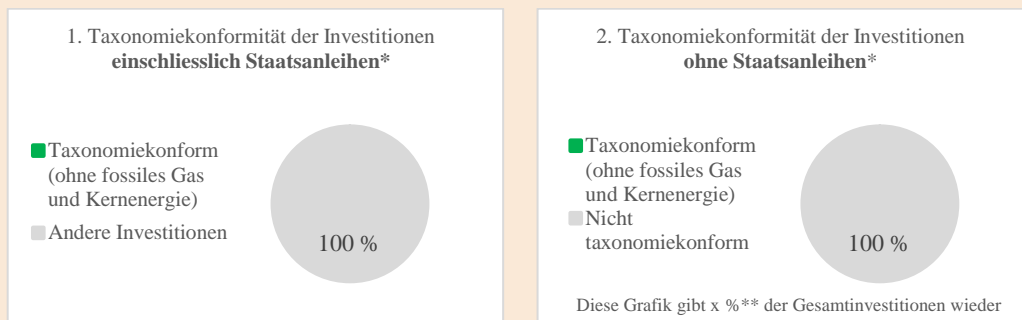 1. Taxonomiekonformität der Investitionen
einschliesslich Staatsanleihen*
Taxonomiekonform
(ohne fossiles Gas
und Kernenergie)
Andere Investitionen
100 %
2. Taxonomiekonformität der Investitionen
ohne Staatsanleihen*
Taxonomiekonform
(ohne fossiles Gas
und Kernenergie)
Nicht
taxonomiekonform
100 %
Diese Grafik gibt x %** der Gesamtinvestitionen wieder